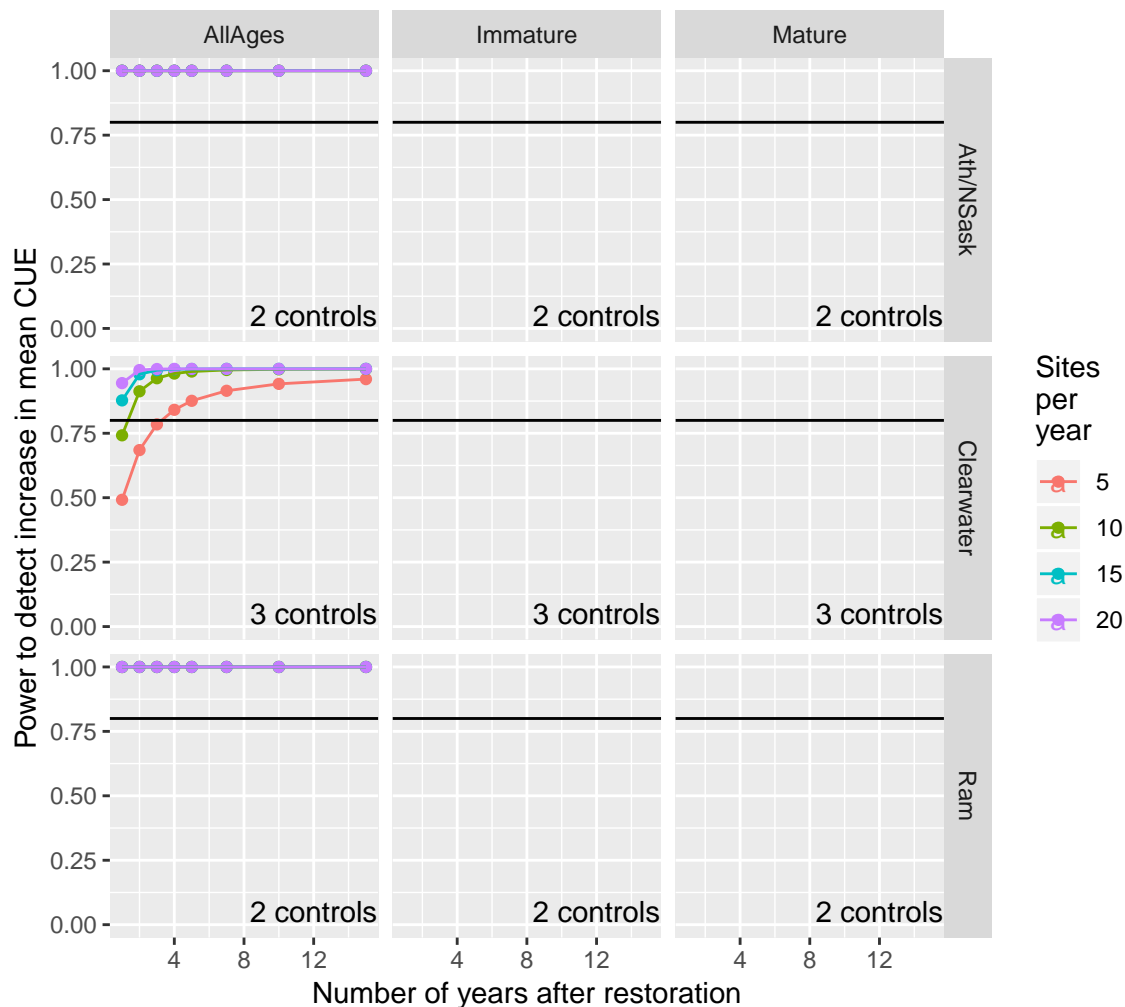 AllAges
Immature
Mature
Power to detect increase in mean CUE
1.00
0.75
0.50
0.25
0.00
2 controls
2 controls
2 controls
Ath/NSask
1.00
0.75
0.50
0.25
0.00
3 controls
3 controls
3 controls
Clearwater
1.00
0.75
0.50
0.25
0.00
2 controls
2 controls
2 controls
Ram
4 12
4 12
4 12
Number of years after restoration
Sites
per
year
a 5
a 10
a 15
a 20